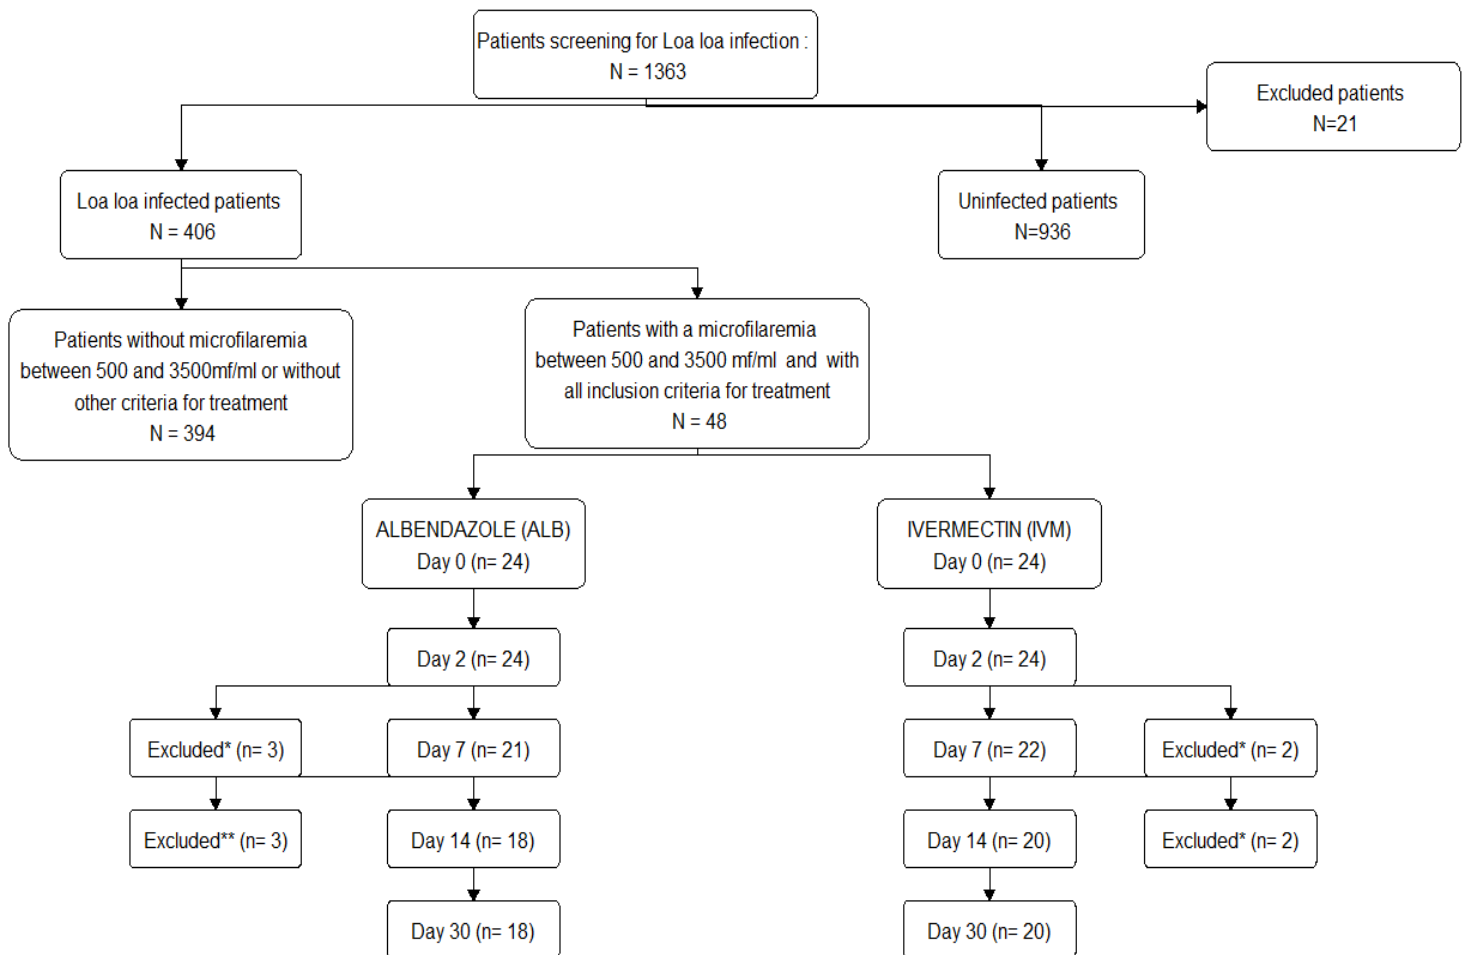 Patients screening for Loa loa infection :
N = 1363
Excluded patients
N=21
Loa loa infected patients
N = 406
Uninfected patients
N=936
Patients without microfilaremia
between 500 and 3500mf/ml or without
other criteria for treatment
N = 394
Patients with a microfilaremia
between 500 and 3500 mf/ml and with
all inclusion criteria for treatment
N = 48
ALBENDAZOLE (ALB)
Day 0 (n= 24)
IVERMECTIN (IVM)
Day 0 (n= 24)
Day 2 (n= 24)
Day 2 (n= 24)
Excluded* (n= 3)
Day 7 (n= 21)
Day 7 (n= 22)
Excluded* (n= 2)
Excluded** (n= 3)
Day 14 (n= 18)
Day 14 (n= 20)
Excluded* (n= 2)
Day 30 (n= 18)
Day 30 (n= 20)